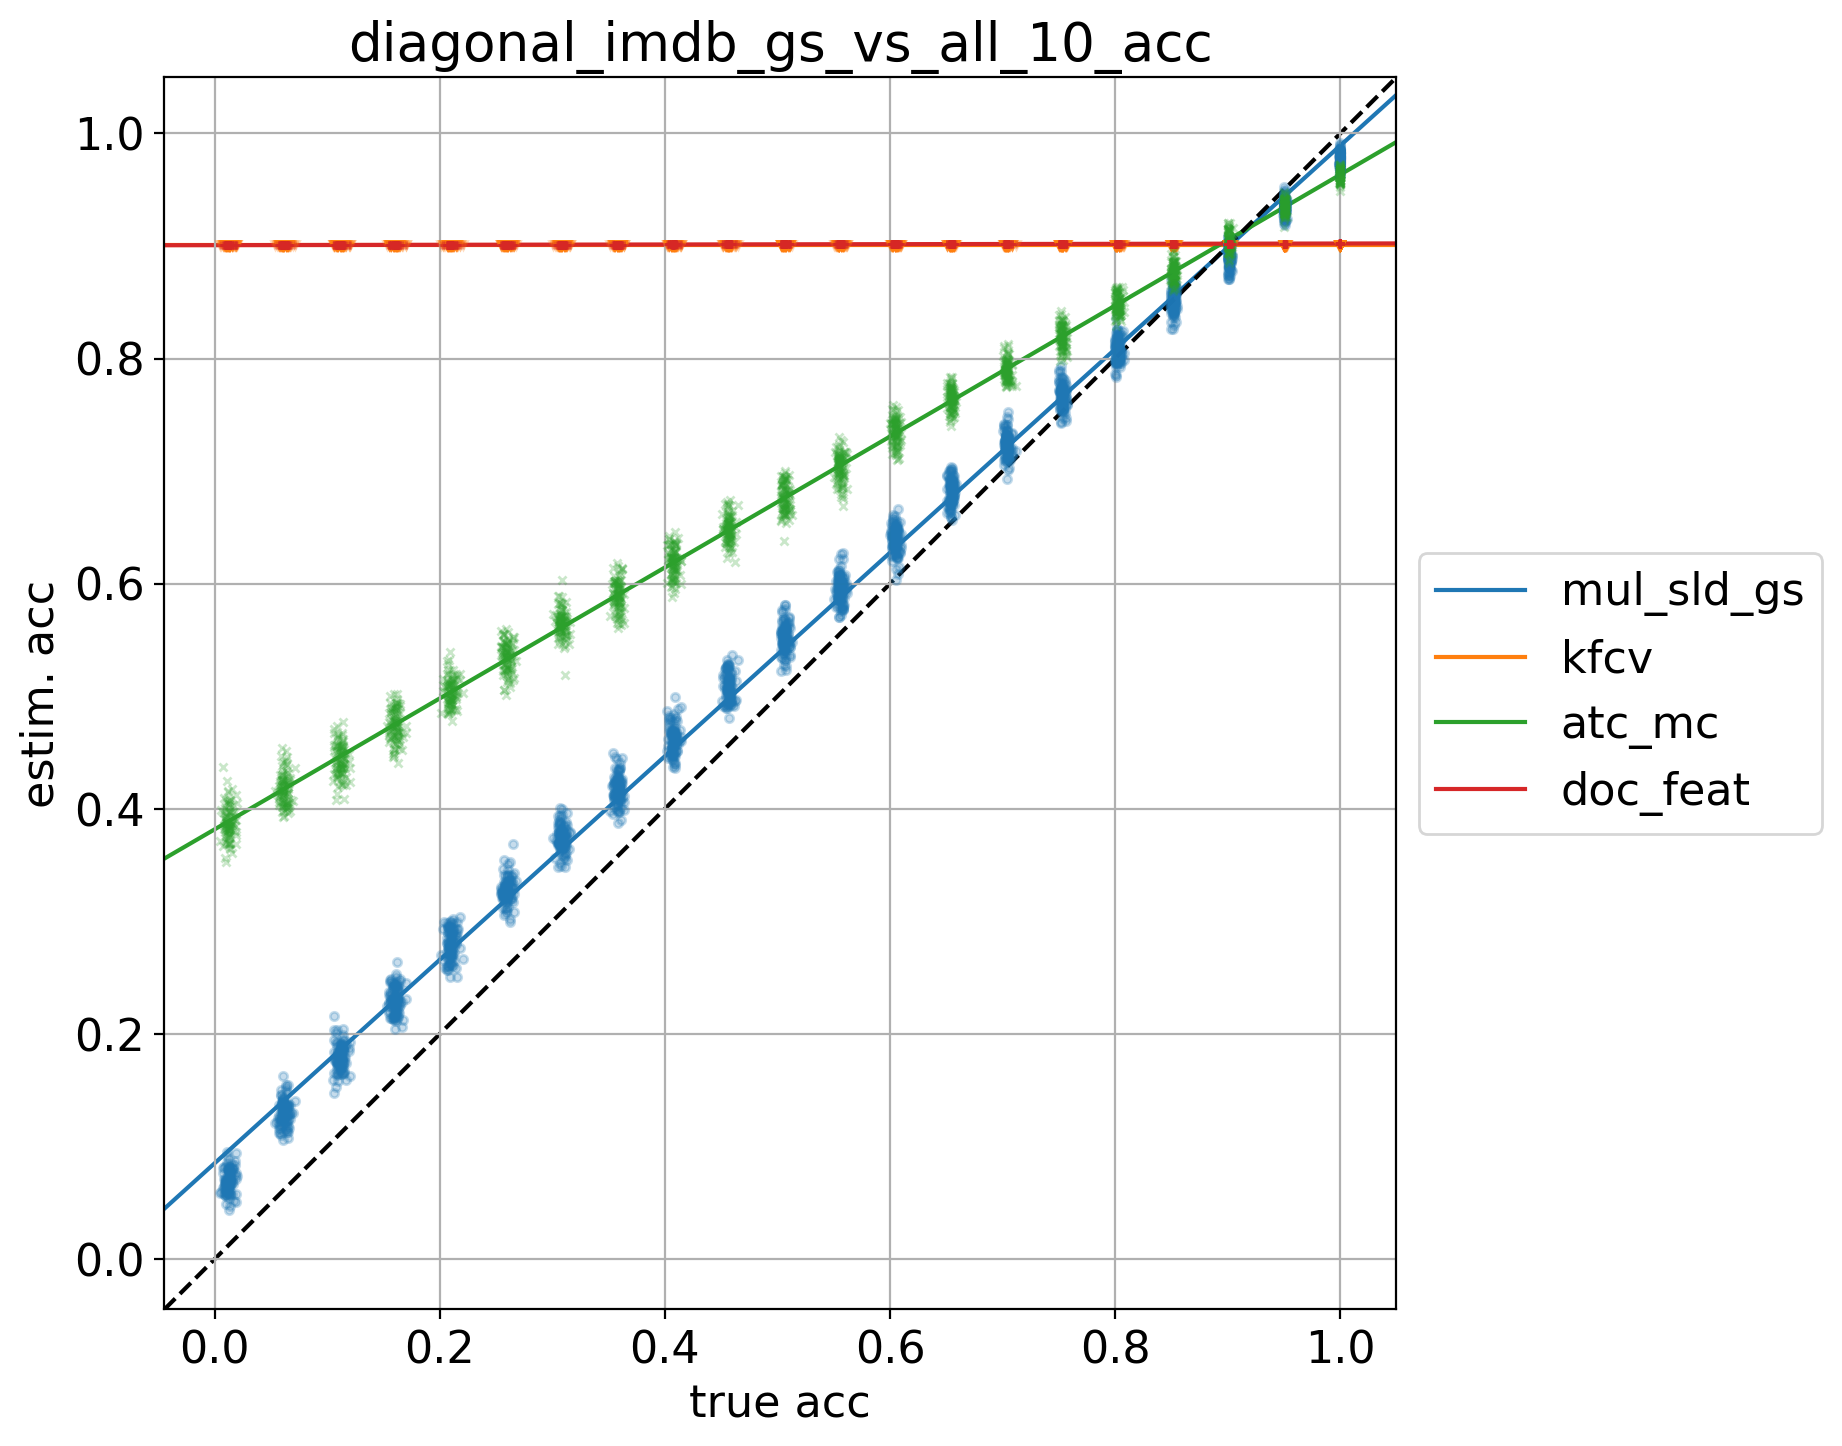 diagonal_imdb_gs_vs_all_10_acc
1.0
0.8
0.6
0.4
0.2
0.0
estim. acc
0.0 0.2 0.4 0.6 0.8 1.0
true acc
mul_sld_gs
kfcv
atc_mc
doc_feat